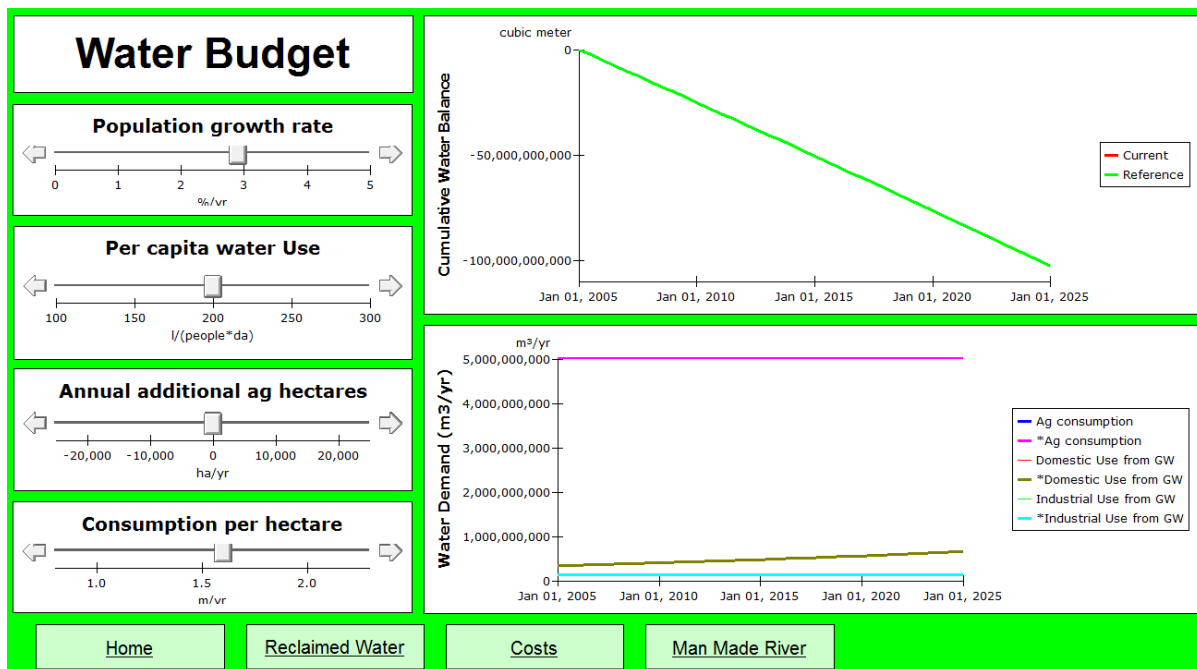 Water Budget
Population growth rate
0 1 2 3 4 5
%/yr
Per capita water Use
100 150 200 250 300
l/(people*da)
Annual additional ag hectares
-20,000 -10,000 0 10,000 20,000
ha/yr
Consumption per hectare
1.0 1.5 2.0
m/yr
cubic meter
Cumulative Water Balance
0
-50,000,000,000
-100,000,000,000
Jan 01, 2005 Jan 01, 2010 Jan 01, 2015 Jan 01, 2020 Jan 01, 2025
Current
Reference
m³/yr
Water Demand (m3/yr)
5,000,000,000
4,000,000,000
3,000,000,000
2,000,000,000
1,000,000,000
0
Jan 01, 2005 Jan 01, 2010 Jan 01, 2015 Jan 01, 2020 Jan 01, 2025
Ag consumption
*Ag consumption
Domestic Use from GW
*Domestic Use from GW
Industrial Use from GW
*Industrial Use from GW
Home Reclaimed Water Costs Man Made River